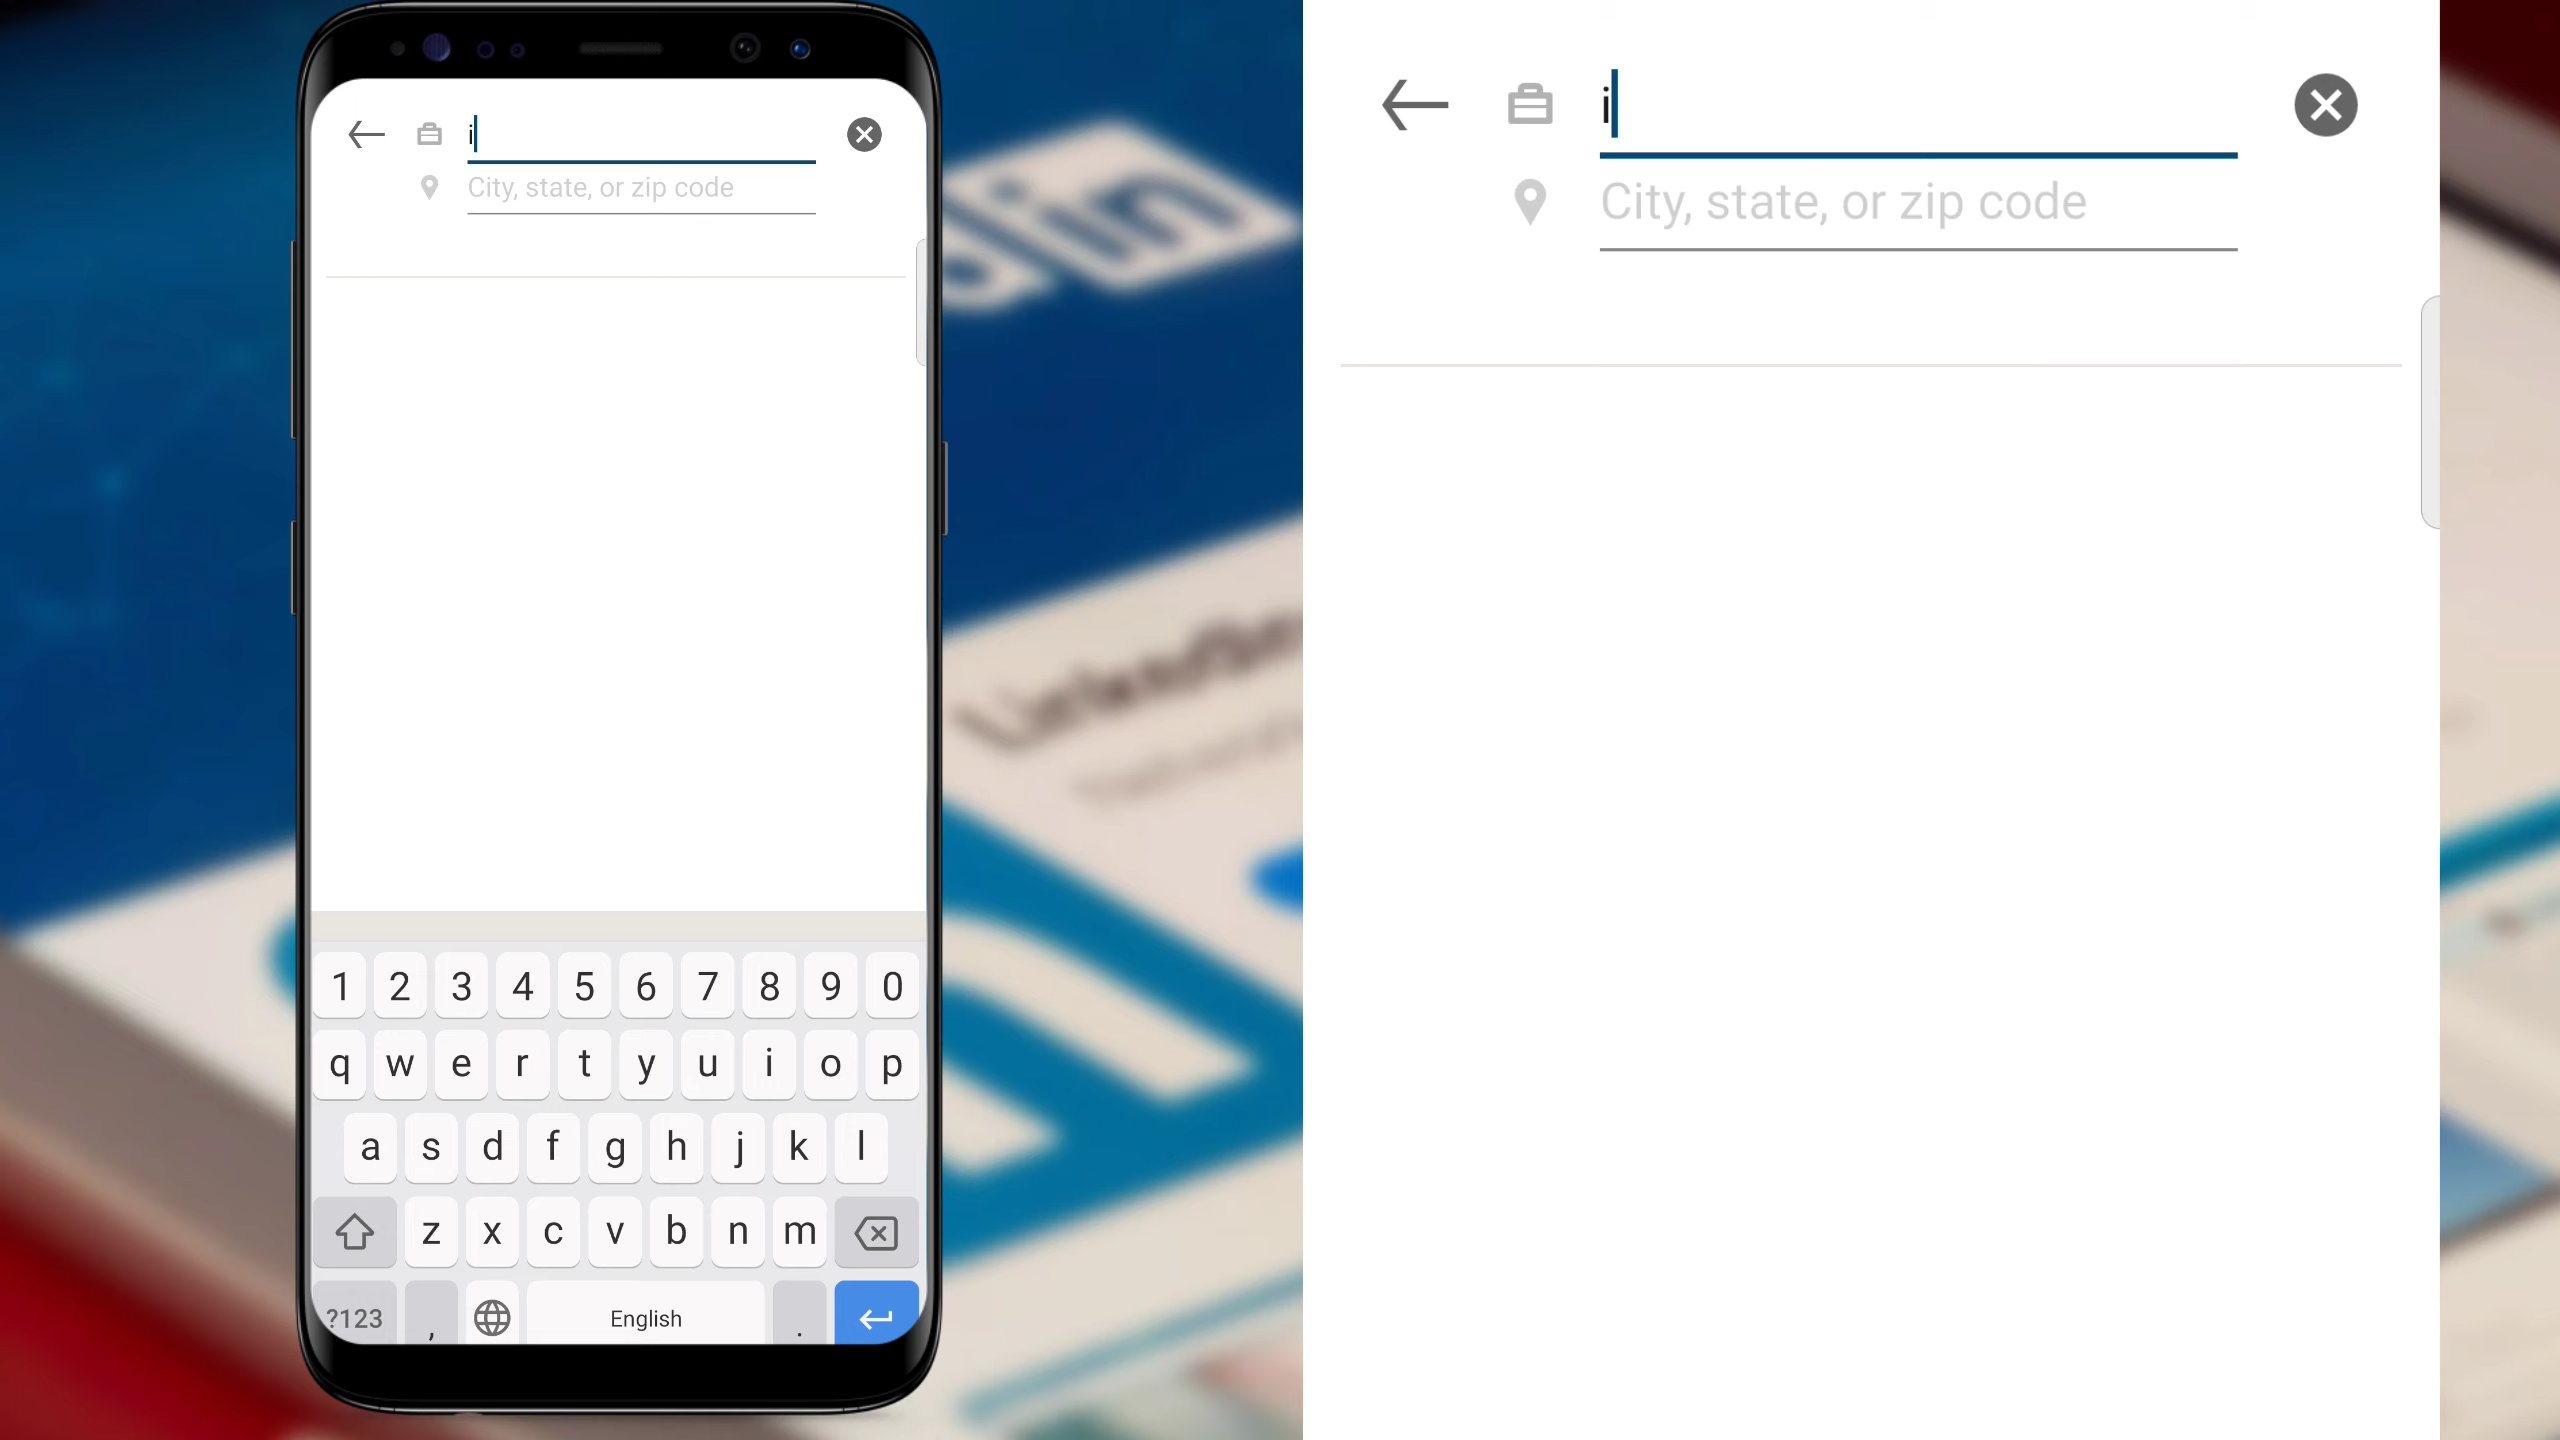 i
City, state, or zip code
1 2 3 4 5 6 7 8 9 0
q w e r t y u i o p
a s d f g h j k l
z x c v b n m
?123 , English .
in
i
City, state, or zip code